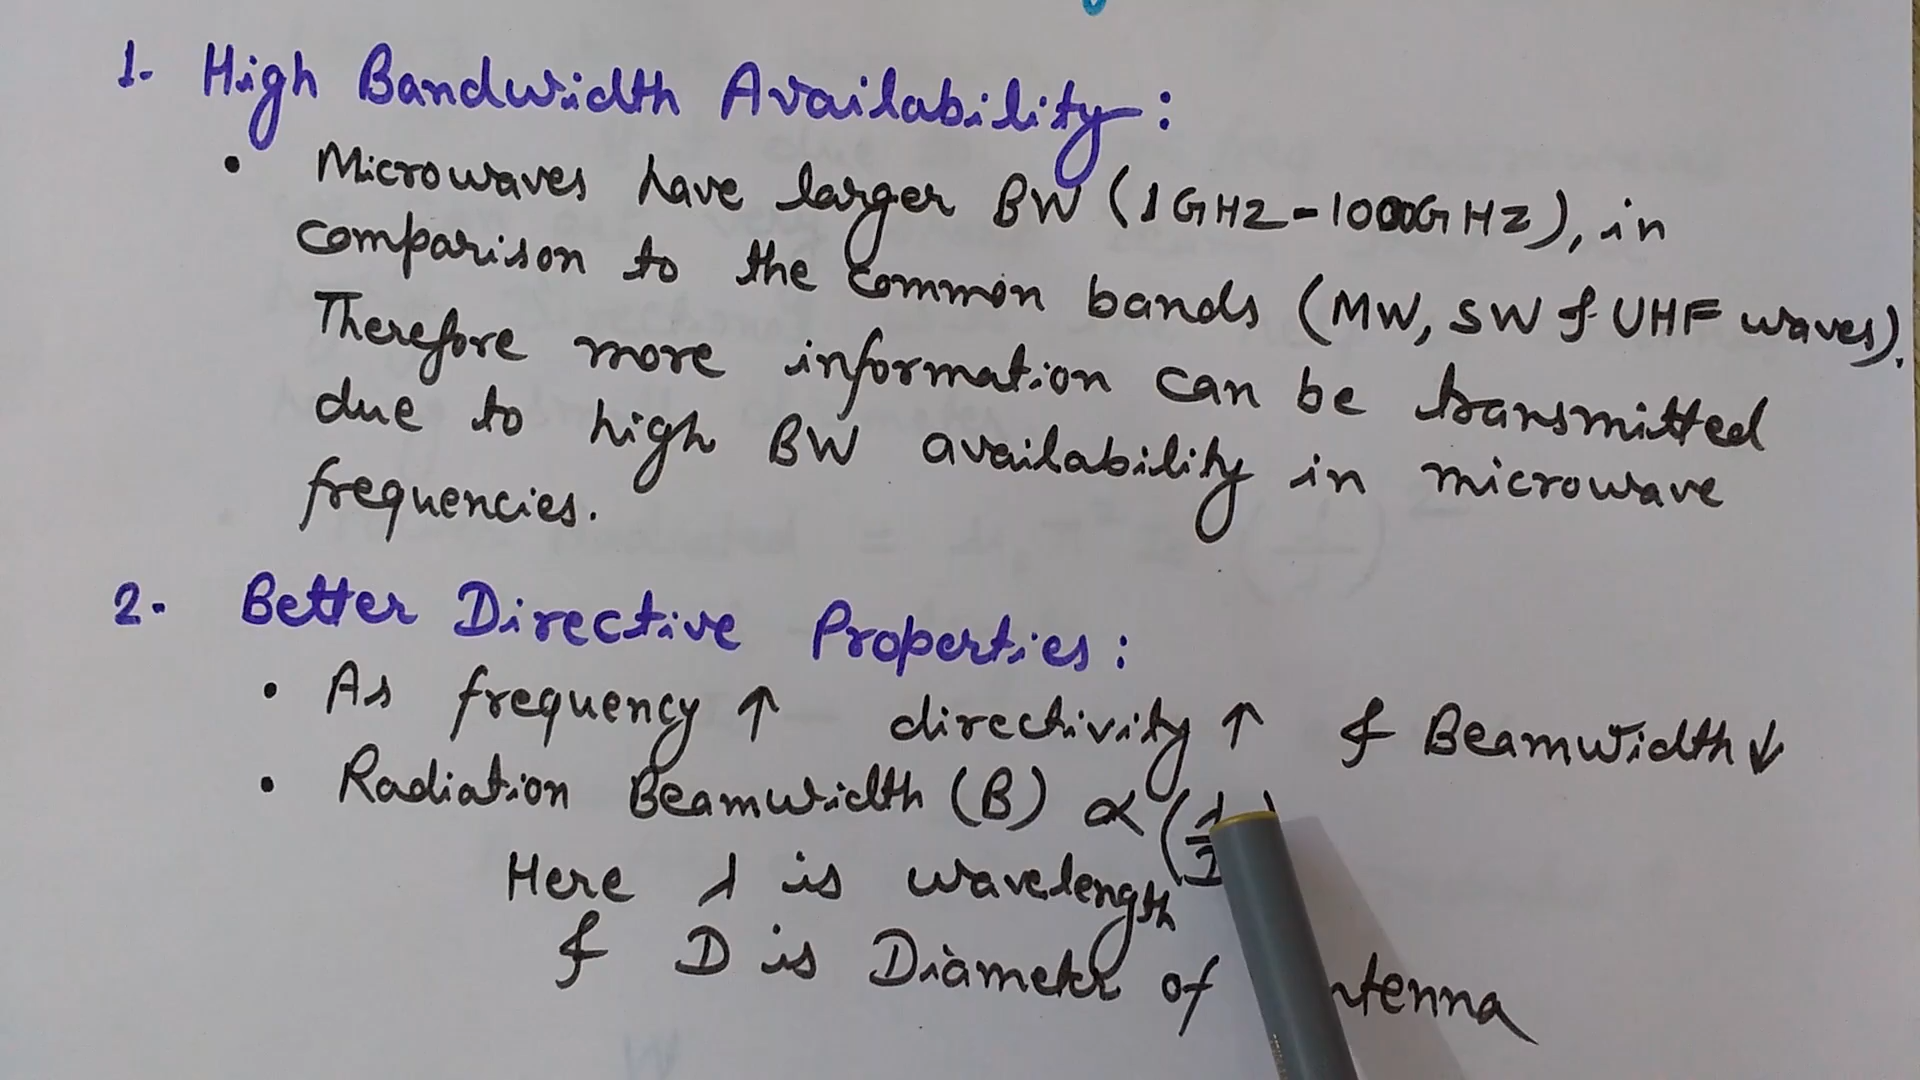 1. High Bandwidth Availability:
• Microwaves have larger BW (1GHz-1000GHz), in
comparison to the common bands (MW, SW & UHF waves).
Therefore more information can be transmitted
due to high BW availability in microwave
frequencies.
2. Better Directive Properties:
• As frequency ↑ directivity ↑ & Beamwidth ↓
• Radiation Beamwidth (B) ∝ (λ/D)
Here λ is wavelength
& D is Diameter of ntenna